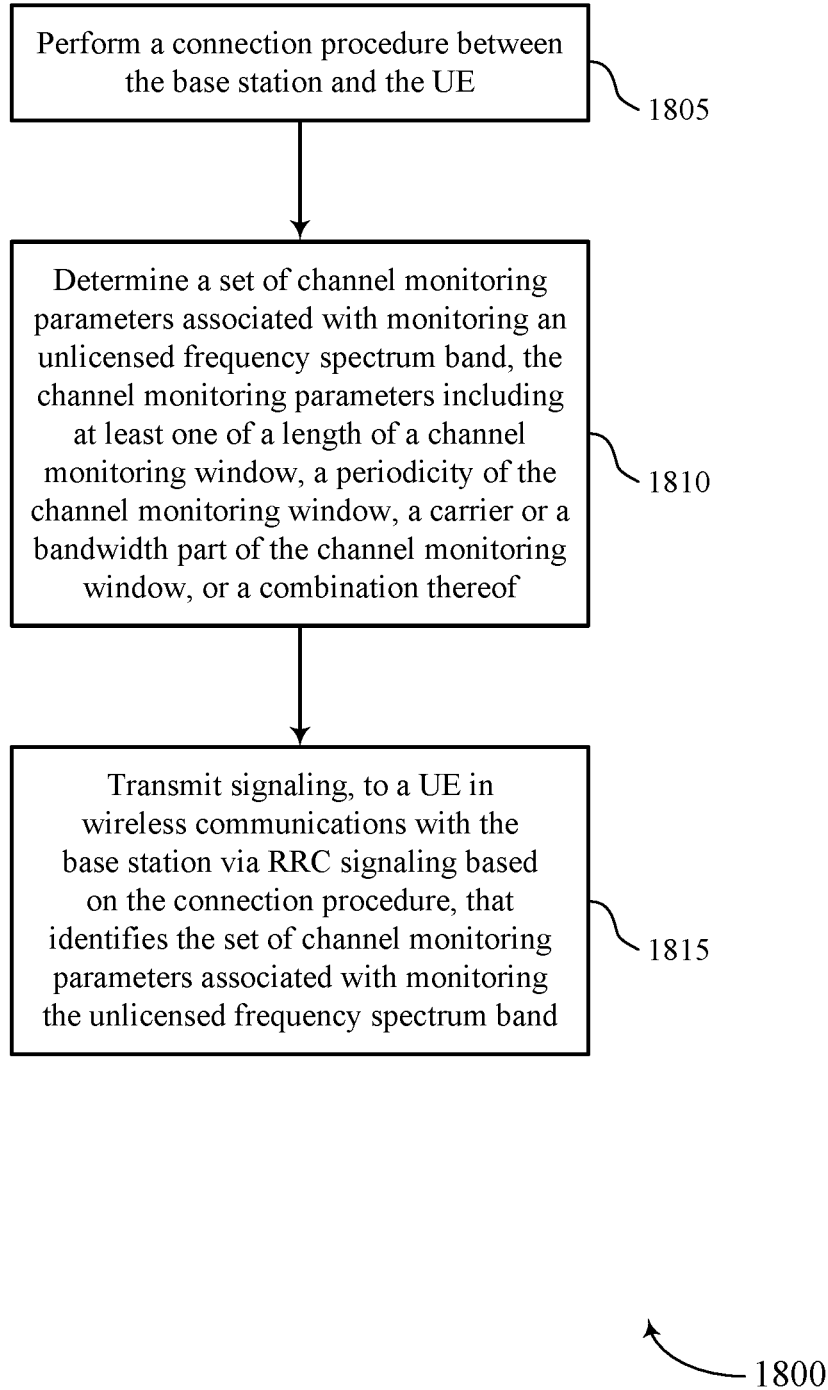 Perform a connection procedure between
the base station and the UE
1805
Determine a set of channel monitoring
parameters associated with monitoring an
unlicensed frequency spectrum band, the
channel monitoring parameters including
at least one of a length of a channel
monitoring window, a periodicity of the
channel monitoring window, a carrier or a
bandwidth part of the channel monitoring
window, or a combination thereof
1810
Transmit signaling, to a UE in
wireless communications with the
base station via RRC signaling based
on the connection procedure, that
identifies the set of channel monitoring
parameters associated with monitoring
the unlicensed frequency spectrum band
1815
1800